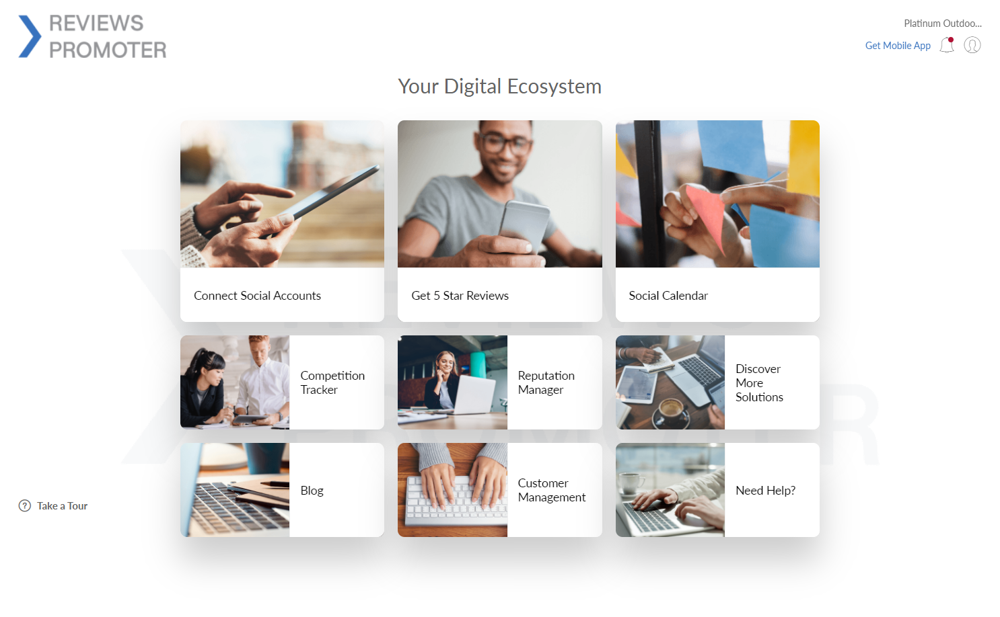 REVIEWS
PROMOTER
Platinum Outdoo...
Get Mobile App
Your Digital Ecosystem
Connect Social Accounts
Get 5 Star Reviews
Social Calendar
Competition
Tracker
Reputation
Manager
Discover
More
Solutions
Blog
Customer
Management
Need Help?
? Take a Tour